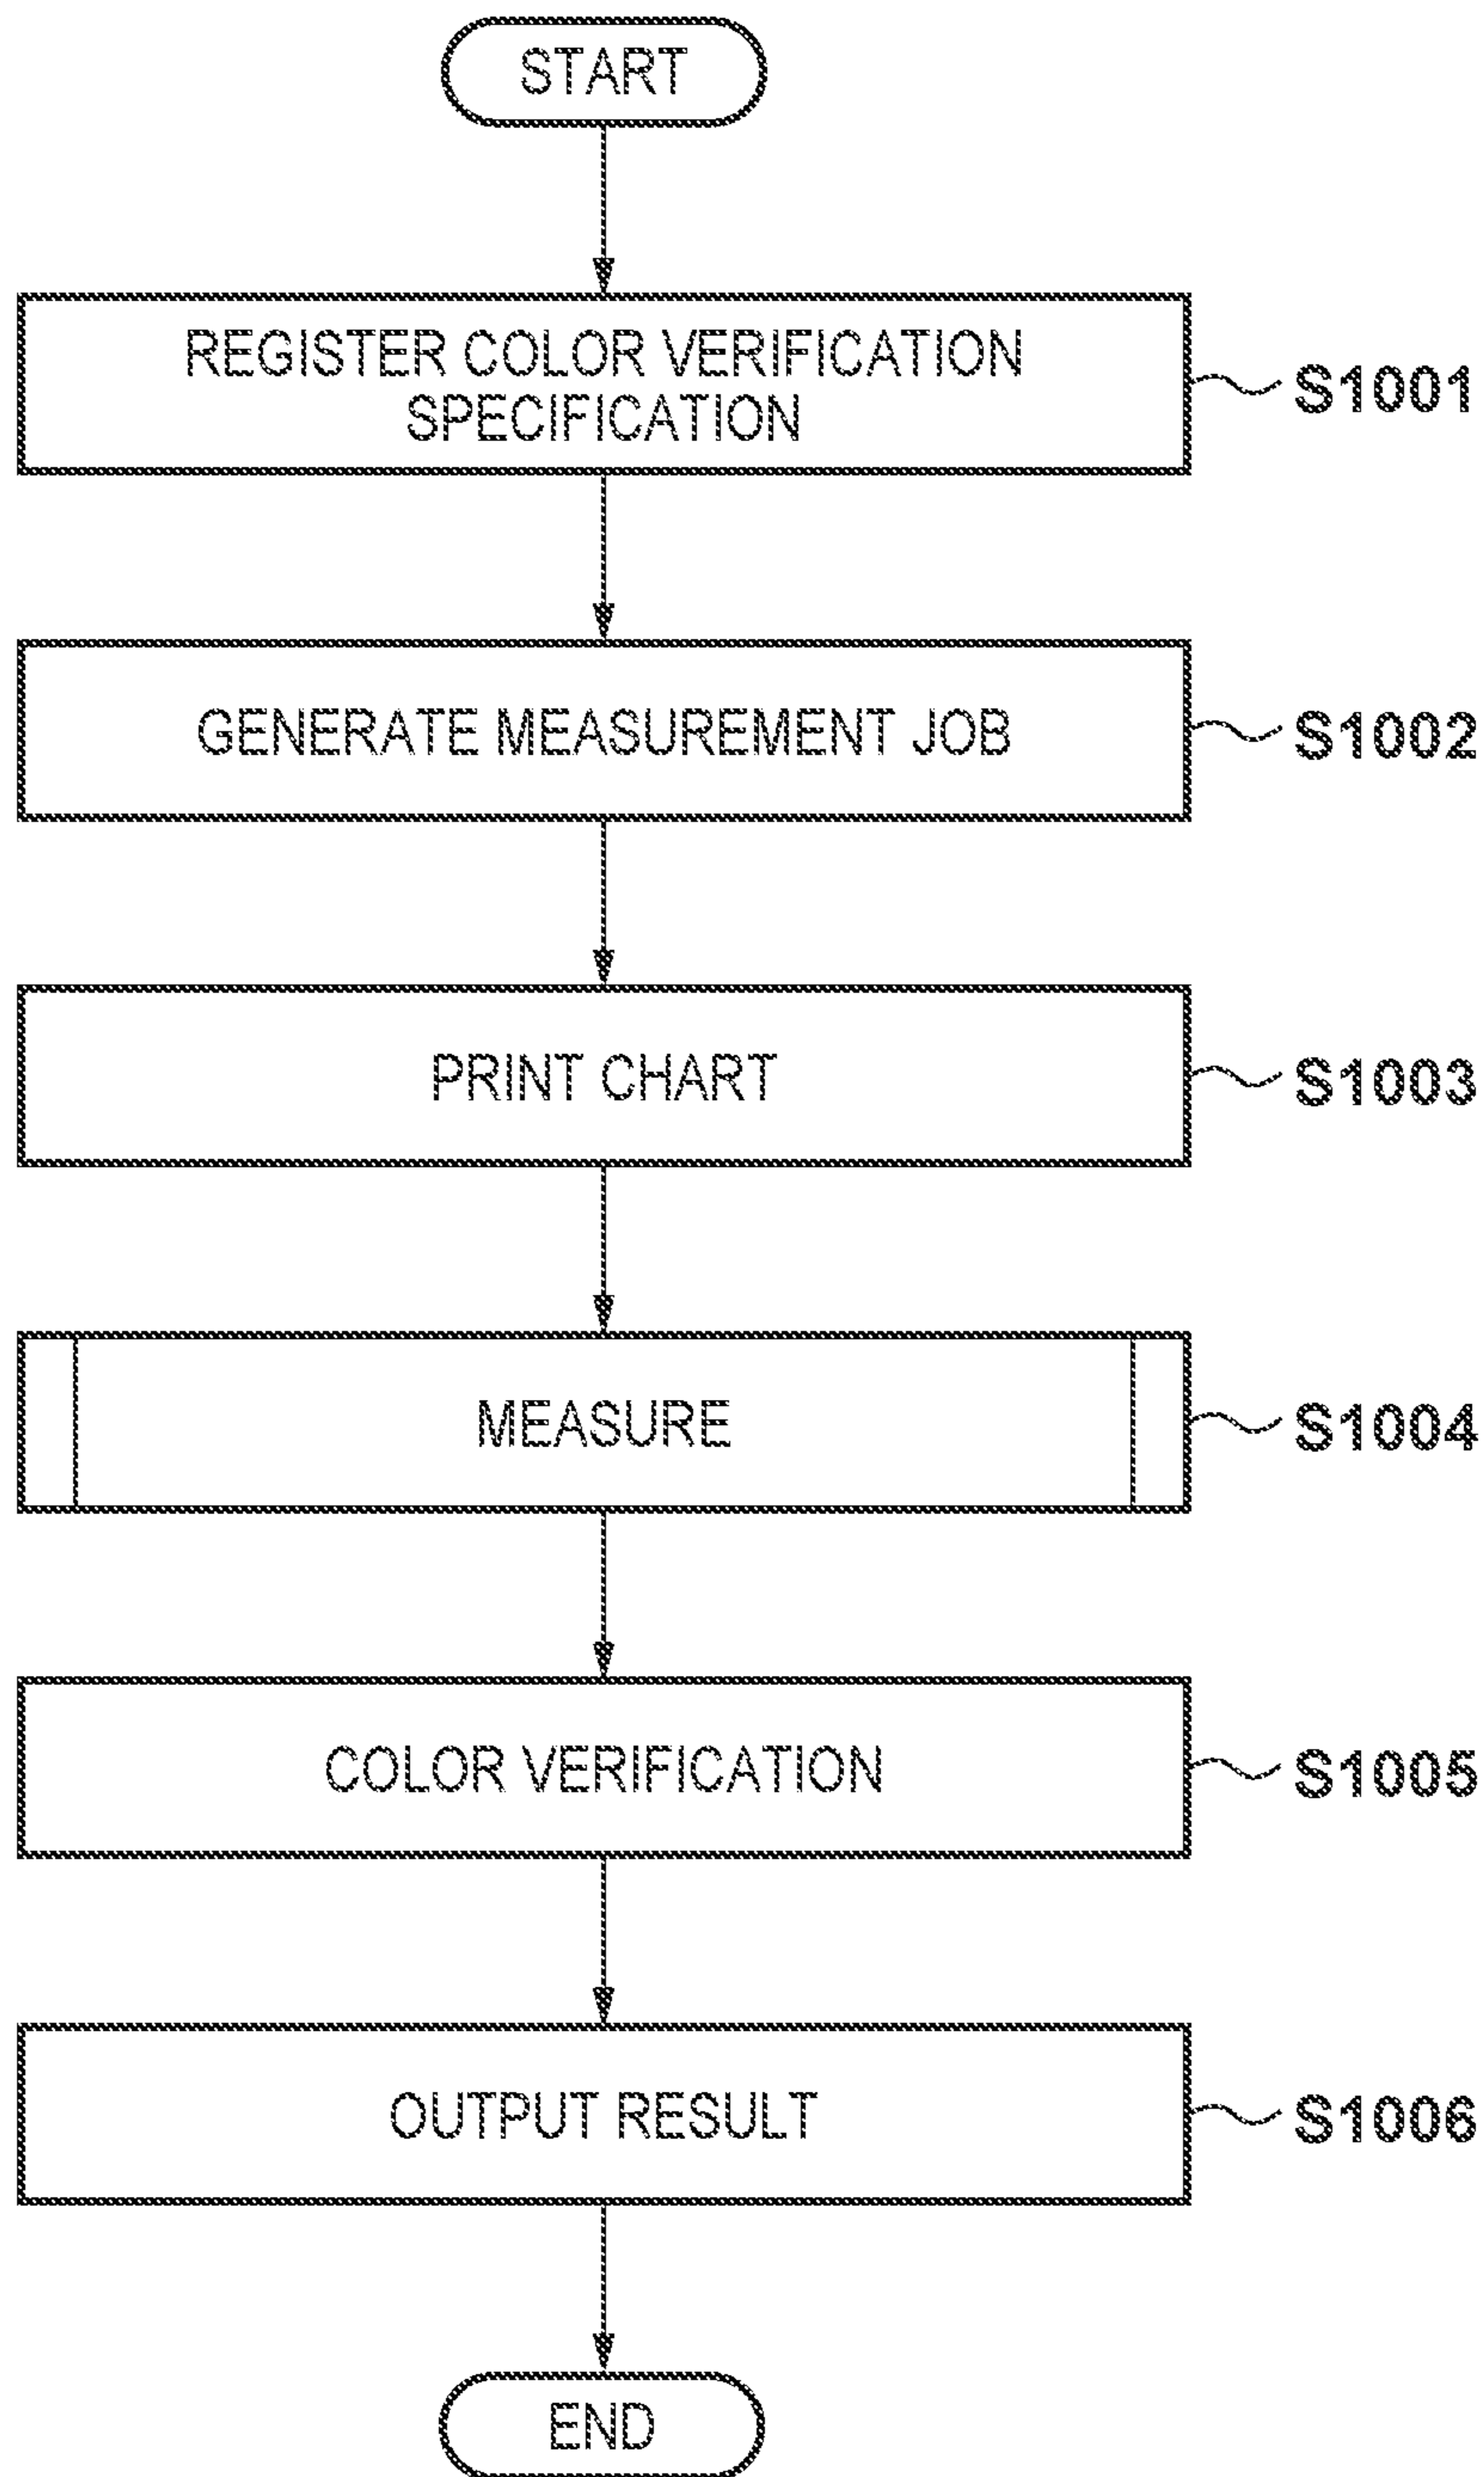 START
REGISTER COLOR VERIFICATION
SPECIFICATION
S1001
GENERATE MEASUREMENT JOB
S1002
PRINT CHART
S1003
MEASURE
S1004
COLOR VERIFICATION
S1005
OUTPUT RESULT
S1006
END